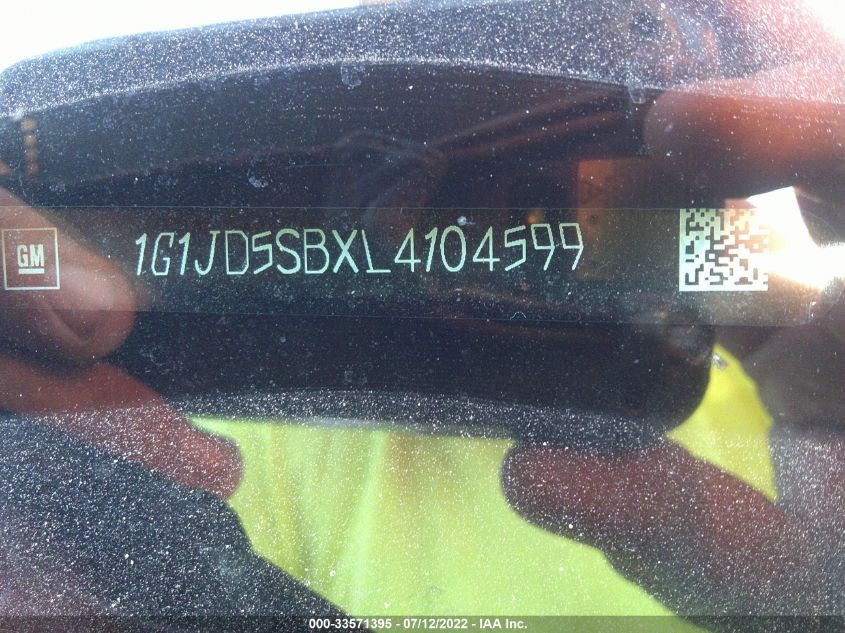 GM 1G1JD5SBXL4104599
000-33571395 - 07/12/2022 - IAA Inc.